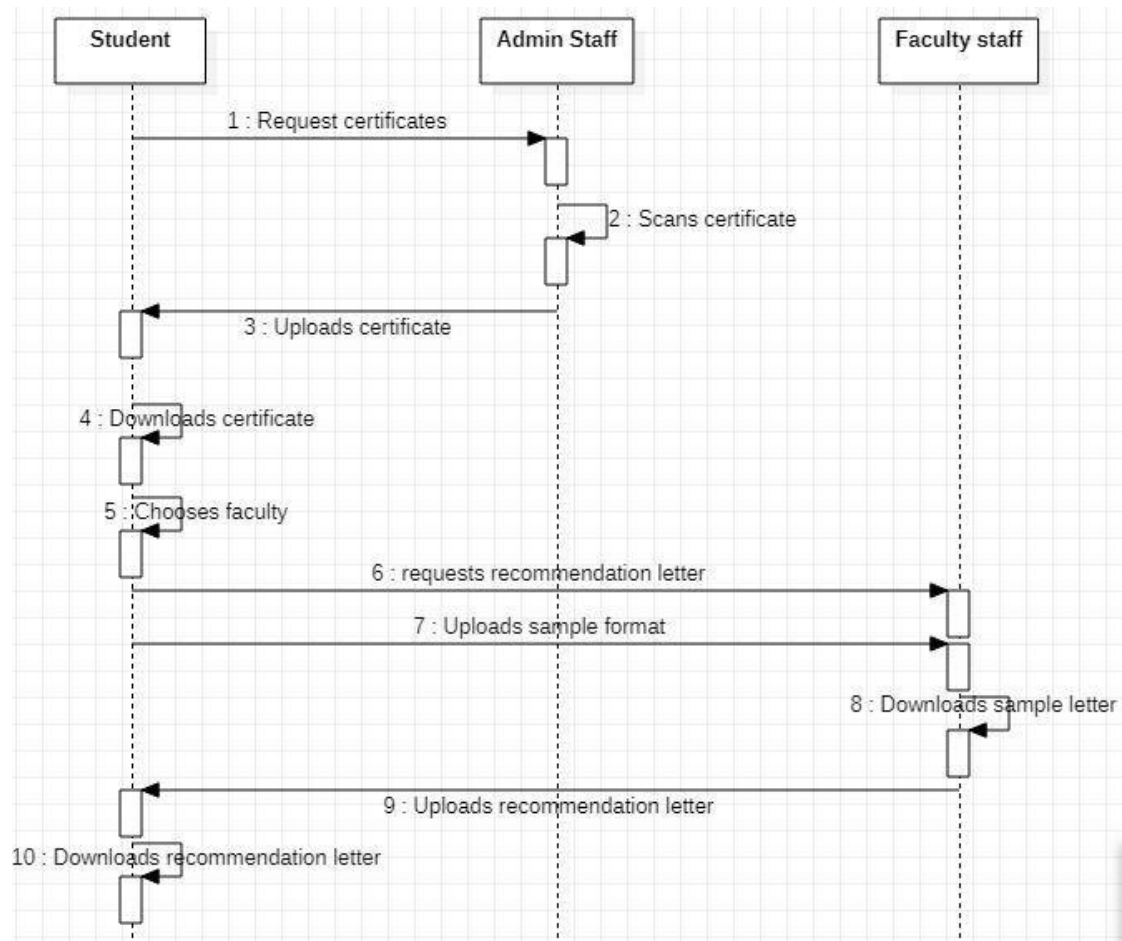 Student
Admin Staff
Faculty staff
1 : Request certificates
2 : Scans certificate
3 : Uploads certificate
4 : Downloads certificate
5 : Chooses faculty
6 : requests recommendation letter
7 : Uploads sample format
8 : Downloads sample letter
9 : Uploads recommendation letter
10 : Downloads recommendation letter